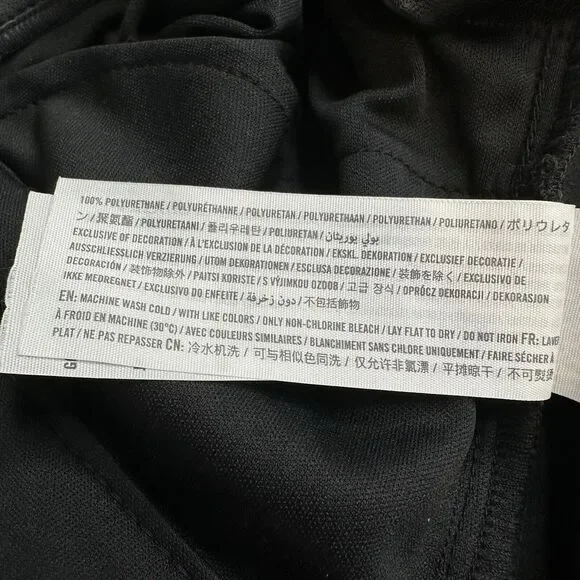 100% POLYURETHANE / POLYURÉTHANNE / POLYURETAN / POLYURETHAAN / POLIURETHAN / POLIURETANO / ポリウレタ
ン / 聚氨酯 / POLYURETAANI / 폴리우레탄 / POLIURETAN / بولي يوريثان
EXCLUSIVE OF DECORATION / À L'EXCLUSION DE LA DÉCORATION / EKSKL. DEKORATION / EXCLUSIEF DECORATIE /
AUSSCHLIESSLICH VERZIERUNG / UTOM DEKORATIONEN / ESCLUSA DECORAZIONE / 装飾を除く / EXCLUSIVO DE
DECORACIÓN / 装饰物除外 / PAITSI KORISTE / S VÝJIMKOU OZDOB / 고급 장식 / OPRÓCZ DEKORACJI / DEKORASJON
IKKE MEDREGNET / EXCLUSIVO DO ENFEITE / دون زخرفة / 不包括飾物
EN: MACHINE WASH COLD / WITH LIKE COLORS / ONLY NON-CHLORINE BLEACH / LAY FLAT TO DRY / DO NOT IRON FR:
À FROID EN MACHINE (30°C) / AVEC COULEURS SIMILAIRES / BLANCHIMENT SANS CHLORE UNIQUEMENT / FAIRE SÉCHER À
PLAT / NE PAS REPASSER CN: 冷水机洗 / 可与相似色同洗 / 仅允许非氯漂 / 平摊晾干 / 不可熨烫